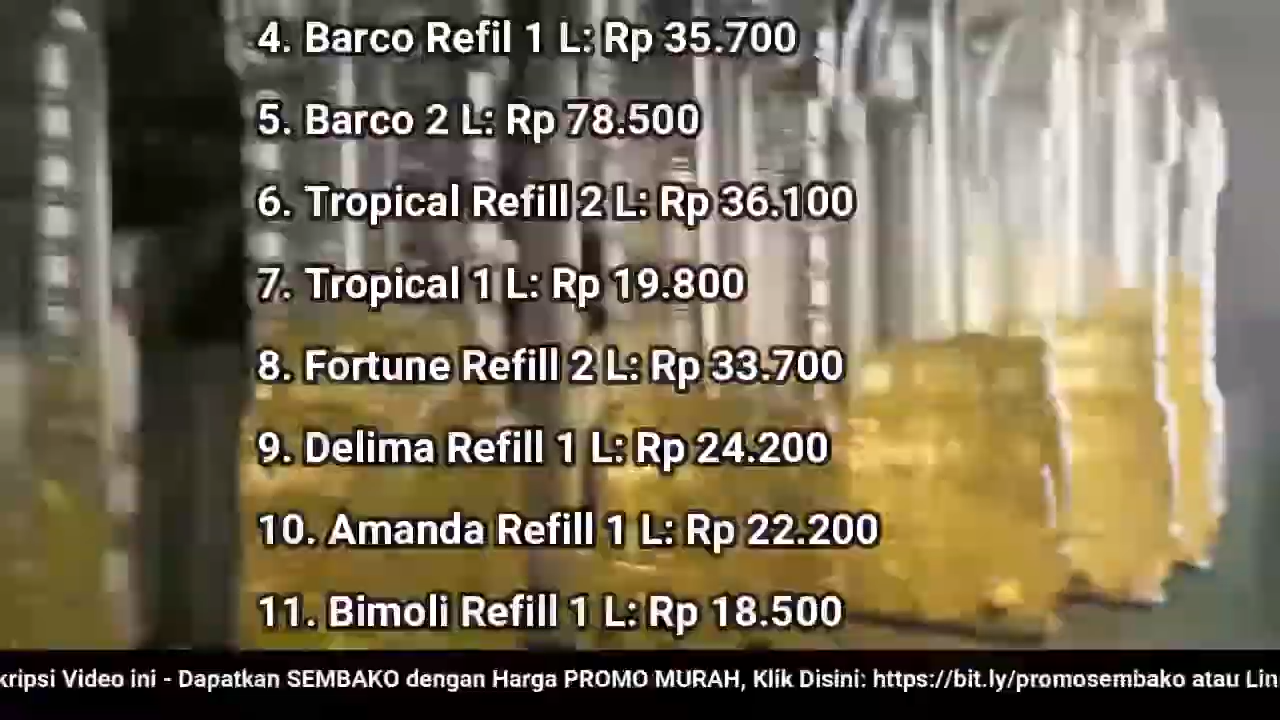 4. Barco Refil 1 L: Rp 35.700
5. Barco 2 L: Rp 78.500
6. Tropical Refill 2 L: Rp 36.100
7. Tropical 1 L: Rp 19.800
8. Fortune Refill 2 L: Rp 33.700
9. Delima Refill 1 L: Rp 24.200
10. Amanda Refill 1 L: Rp 22.200
11. Bimoli Refill 1 L: Rp 18.500
kripsi Video ini - Dapatkan SEMBAKO dengan Harga PROMO MURAH, Klik Disini: https://bit.ly/promosembako atau Lin